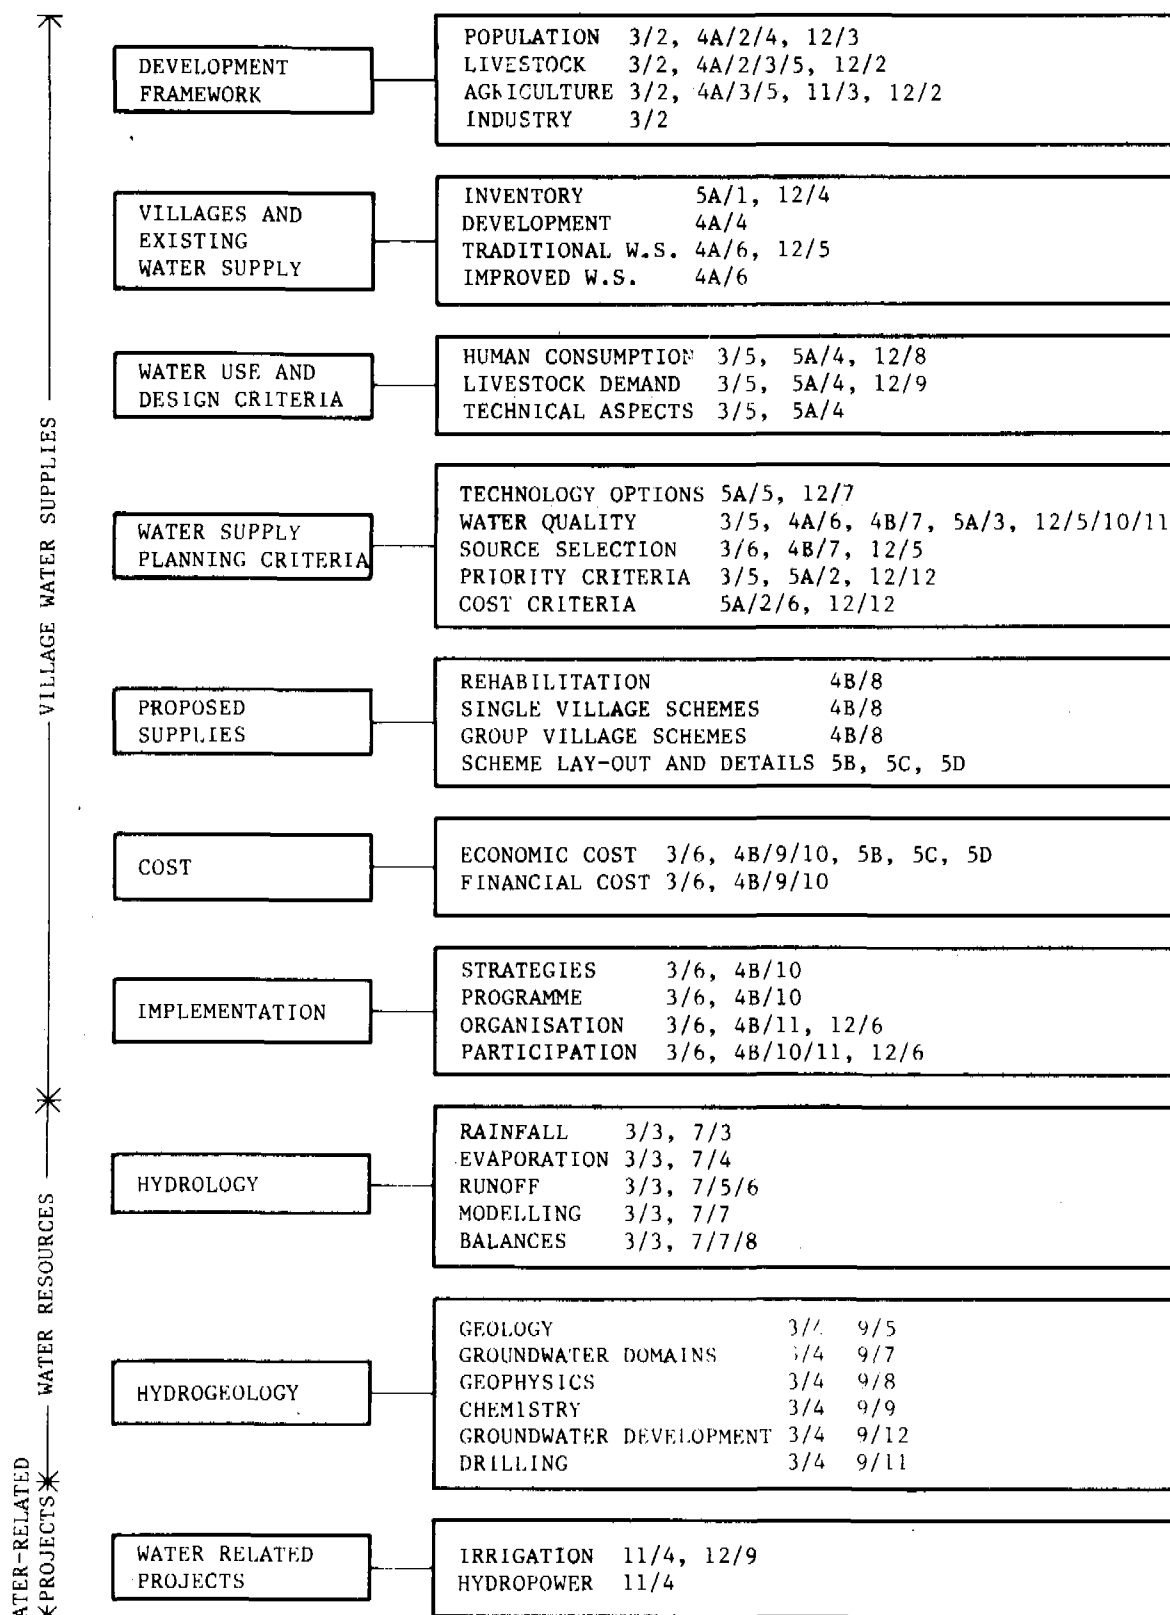 DEVELOPMENT
FRAMEWORK
POPULATION 3/2, 4A/2/4, 12/3
LIVESTOCK 3/2, 4A/2/3/5, 12/2
AGRICULTURE 3/2, 4A/3/5, 11/3, 12/2
INDUSTRY 3/2
VILLAGES AND
EXISTING
WATER SUPPLY
INVENTORY 5A/1, 12/4
DEVELOPMENT 4A/4
TRADITIONAL W.S. 4A/6, 12/5
IMPROVED W.S. 4A/6
WATER USE AND
DESIGN CRITERIA
HUMAN CONSUMPTION 3/5, 5A/4, 12/8
LIVESTOCK DEMAND 3/5, 5A/4, 12/9
TECHNICAL ASPECTS 3/5, 5A/4
WATER SUPPLY
PLANNING CRITERIA
TECHNOLOGY OPTIONS 5A/5, 12/7
WATER QUALITY 3/5, 4A/6, 4B/7, 5A/3, 12/5/10/11
SOURCE SELECTION 3/6, 4B/7, 12/5
PRIORITY CRITERIA 3/5, 5A/2, 12/12
COST CRITERIA 5A/2/6, 12/12
PROPOSED
SUPPLIES
REHABILITATION 4B/8
SINGLE VILLAGE SCHEMES 4B/8
GROUP VILLAGE SCHEMES 4B/8
SCHEME LAY-OUT AND DETAILS 5B, 5C, 5D
COST
ECONOMIC COST 3/6, 4B/9/10, 5B, 5C, 5D
FINANCIAL COST 3/6, 4B/9/10
IMPLEMENTATION
STRATEGIES 3/6, 4B/10
PROGRAMME 3/6, 4B/10
ORGANISATION 3/6, 4B/11, 12/6
PARTICIPATION 3/6, 4B/10/11, 12/6
VILLAGE WATER SUPPLIES
HYDROLOGY
RAINFALL 3/3, 7/3
EVAPORATION 3/3, 7/4
RUNOFF 3/3, 7/5/6
MODELLING 3/3, 7/7
BALANCES 3/3, 7/7/8
HYDROGEOLOGY
GEOLOGY 3/4 9/5
GROUNDWATER DOMAINS 3/4 9/7
GEOPHYSICS 3/4 9/8
CHEMISTRY 3/4 9/9
GROUNDWATER DEVELOPMENT 3/4 9/12
DRILLING 3/4 9/11
WATER RESOURCES
WATER RELATED
PROJECTS
IRRIGATION 11/4, 12/9
HYDROPOWER 11/4
ATER-RELATED
PROJECTS